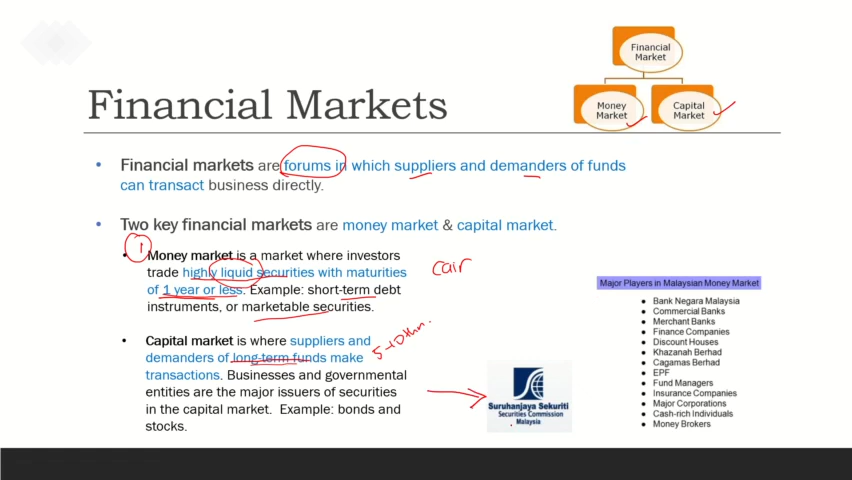 Financial
Market
Money
Market
Capital
Market
Financial Markets
• Financial markets are forums in which suppliers and demanders of funds
can transact business directly.
• Two key financial markets are money market & capital market.
1
• Money market is a market where investors
trade highly liquid securities with maturities
of 1 year or less. Example: short-term debt
instruments, or marketable securities.
cair
• Capital market is where suppliers and
demanders of long-term funds make
transactions. Businesses and governmental
entities are the major issuers of securities
in the capital market. Example: bonds and
stocks.
Suruhanjaya Sekuriti
Securities Commission
Malaysia
Major Players in Malaysian Money Market
● Bank Negara Malaysia
● Commercial Banks
● Merchant Banks
● Finance Companies
● Discount Houses
● Khazanah Berhad
● Cagamas Berhad
● EPF
● Fund Managers
● Insurance Companies
● Major Corporations
● Cash-rich Individuals
● Money Brokers